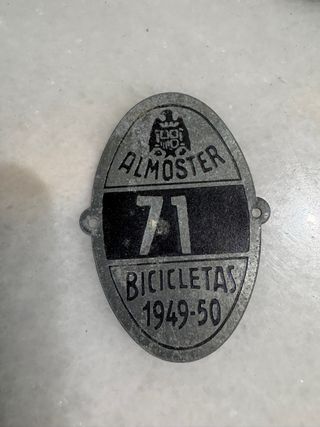 ALMOSTER
71
BICICLETAS
1949-50